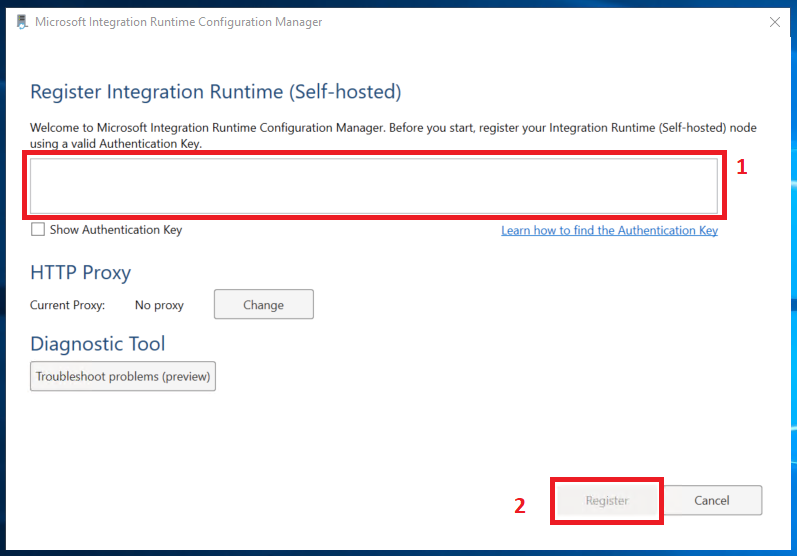 Microsoft Integration Runtime Configuration Manager
Register Integration Runtime (Self-hosted)
Welcome to Microsoft Integration Runtime Configuration Manager. Before you start, register your Integration Runtime (Self-hosted) node
using a valid Authentication Key.
1
Show Authentication Key
Learn how to find the Authentication Key
HTTP Proxy
Current Proxy: No proxy Change
Diagnostic Tool
Troubleshoot problems (preview)
2 Register Cancel